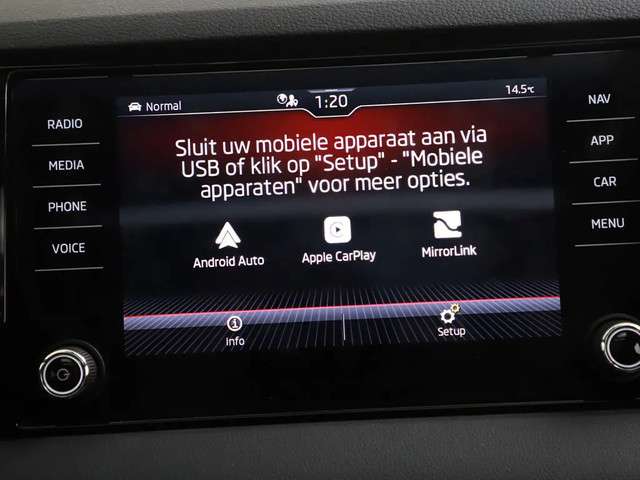 Normal
1:20
14.5°C
RADIO
MEDIA
PHONE
VOICE
NAV
APP
CAR
MENU
Sluit uw mobiele apparaat aan via
USB of klik op "Setup" - "Mobiele
apparaten" voor meer opties.
Android Auto
Apple CarPlay
MirrorLink
Info
Setup